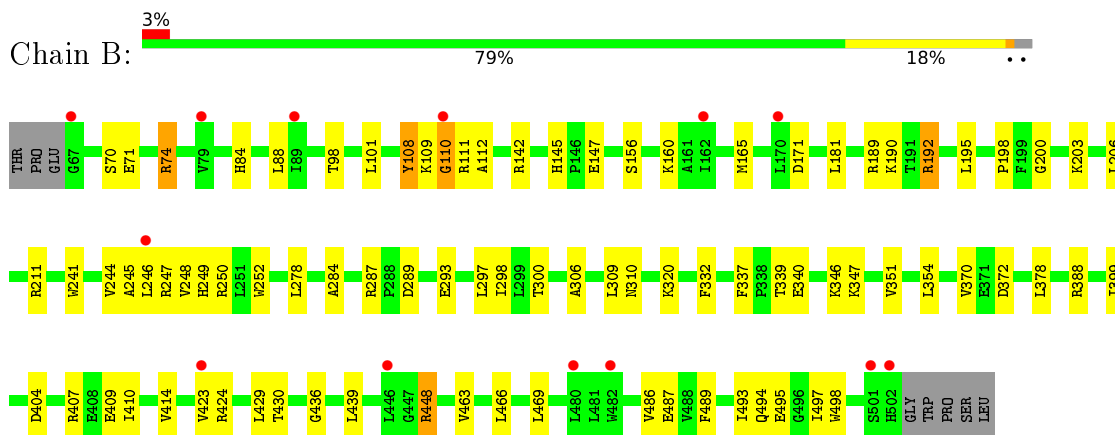 3%
Chain B:
79% 18% • •
THR PRO GLU G67 S70 E71 R74 V79 H84 L88 I89 T98 L101 Y108 K109 G110 R111 A112 R142 H145 P146 E147 S156 K160 A161 I162 M165 L170 D171 L181 R189 K190 T191 R192 L195 P198 F199 G200 K203 L206
R211 W241 V244 A245 L246 R247 V248 H249 R250 L251 W252 L278 A284 R287 P288 D289 E293 L297 I298 L299 T300 A306 L309 N310 K320 F332 F337 P338 T339 E340 K346 K347 V351 L354 V370 E371 D372 L378 R388 I399
D404 R407 E408 E409 I410 V414 V423 R424 L429 T430 G436 L439 L446 G447 R448 V463 L466 L469 L480 L481 W482 V486 E487 V488 F489 I493 Q494 E495 G496 I497 W498 S501 H502 GLY TRP PRO SER LEU